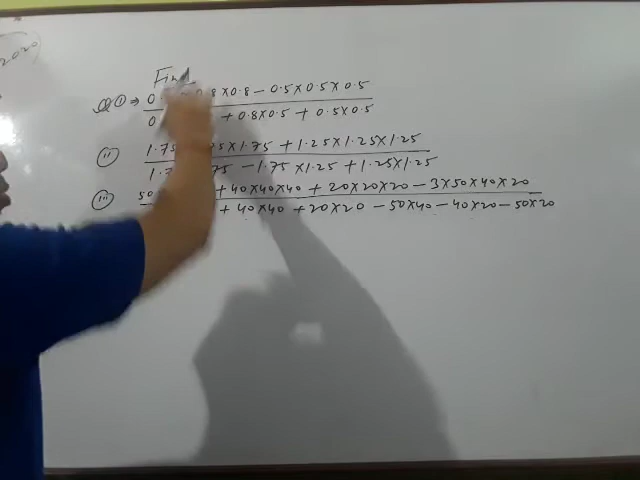 2020
Find
Q ① ⇒ 0. ×0.8×0.8 − 0.5×0.5×0.5
0 + 0.8×0.5 + 0.5×0.5
(ii) 1.75 ×1.75 + 1.25×1.25×1.25
1.7 75 − 1.75×1.25 + 1.25×1.25
(iii) 50 + 40×40×40 + 20×20×20 − 3×50×40×20
+ 40×40 + 20×20 − 50×40 − 40×20 − 50×20